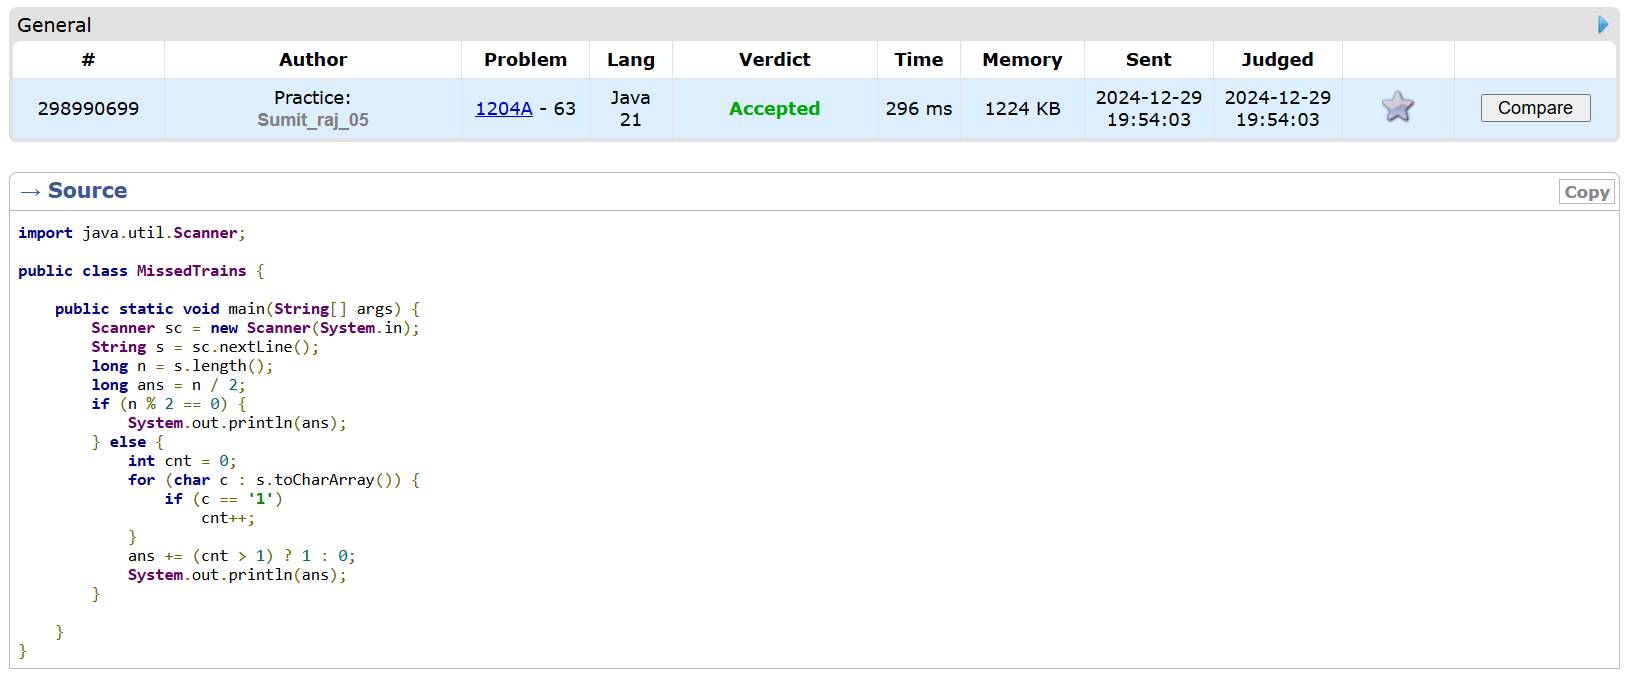 General
# Author Problem Lang Verdict Time Memory Sent Judged
298990699 Practice: Sumit_raj_05 1204A - 63 Java 21 Accepted 296 ms 1224 KB 2024-12-29 19:54:03 2024-12-29 19:54:03 Compare
→ Source Copy
import java.util.Scanner;
public class MissedTrains {
    public static void main(String[] args) {
        Scanner sc = new Scanner(System.in);
        String s = sc.nextLine();
        long n = s.length();
        long ans = n / 2;
        if (n % 2 == 0) {
            System.out.println(ans);
        } else {
            int cnt = 0;
            for (char c : s.toCharArray()) {
                if (c == '1')
                    cnt++;
            }
            ans += (cnt > 1) ? 1 : 0;
            System.out.println(ans);
        }
    }
}